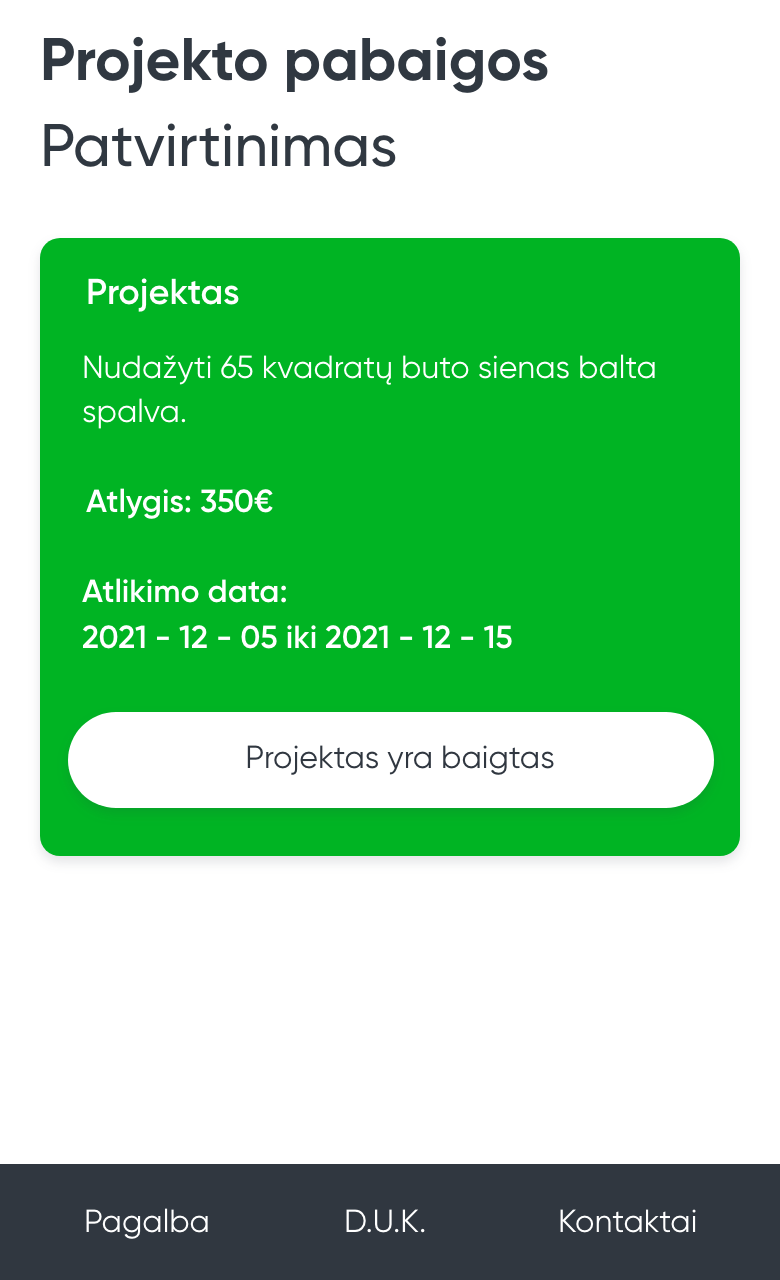 Projekto pabaigos
Patvirtinimas
Projektas
Nudažyti 65 kvadratų buto sienas balta
spalva.
Atlygis: 350€
Atlikimo data:
2021 - 12 - 05 iki 2021 - 12 - 15
Projektas yra baigtas
Pagalba D.U.K. Kontaktai